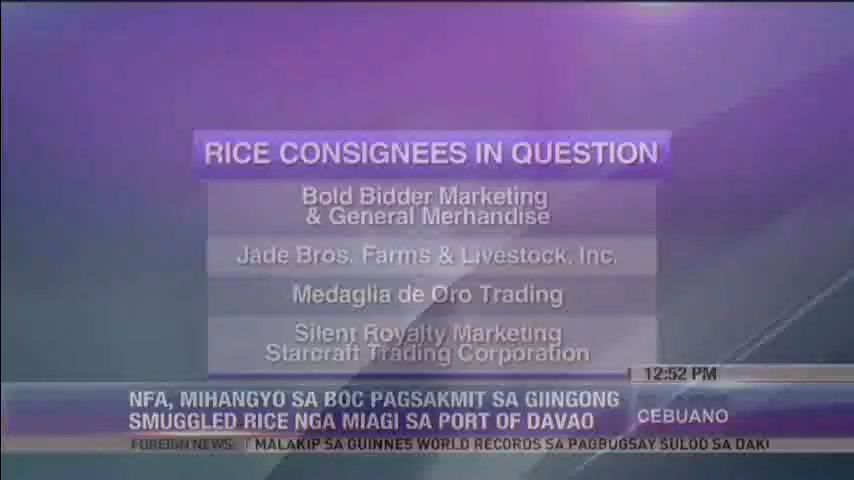 RICE CONSIGNEES IN QUESTION
Bold Bidder Marketing
& General Merhandise
Jade Bros. Farms & Livestock, Inc.
Medaglia de Oro Trading
Silent Royalty Marketing
Starcraft Trading Corporation
12:52 PM
NFA, MIHANGYO SA BOC PAGSAKMIT SA GIINGONG
SMUGGLED RICE NGA MIAGI SA PORT OF DAVAO
CEBUANO
FOREIGN NEWS MALAKIP SA GUINNES WORLD RECORDS SA PAGBUGSAY SULOD SA DAKI